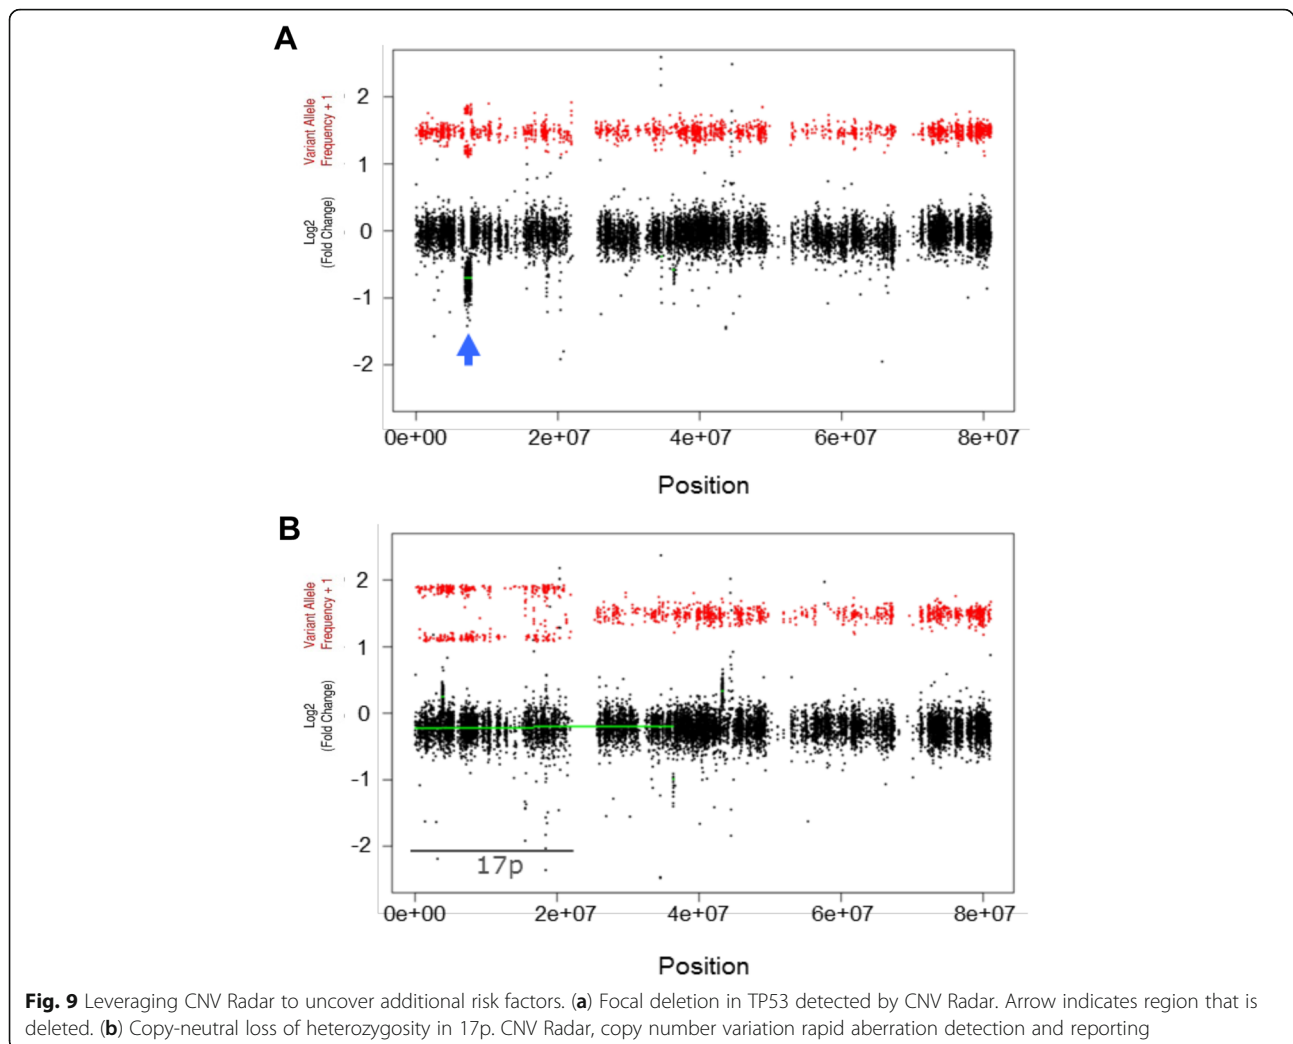 A
Variant Allele
Frequency + 1
Log2
(Fold Change)
2
1
0
-1
-2
0e+00 2e+07 4e+07 6e+07 8e+07
Position
B
Variant Allele
Frequency + 1
Log2
(Fold Change)
2
1
0
-1
-2
17p
0e+00 2e+07 4e+07 6e+07 8e+07
Position
Fig. 9 Leveraging CNV Radar to uncover additional risk factors. (a) Focal deletion in TP53 detected by CNV Radar. Arrow indicates region that is
deleted. (b) Copy-neutral loss of heterozygosity in 17p. CNV Radar, copy number variation rapid aberration detection and reporting